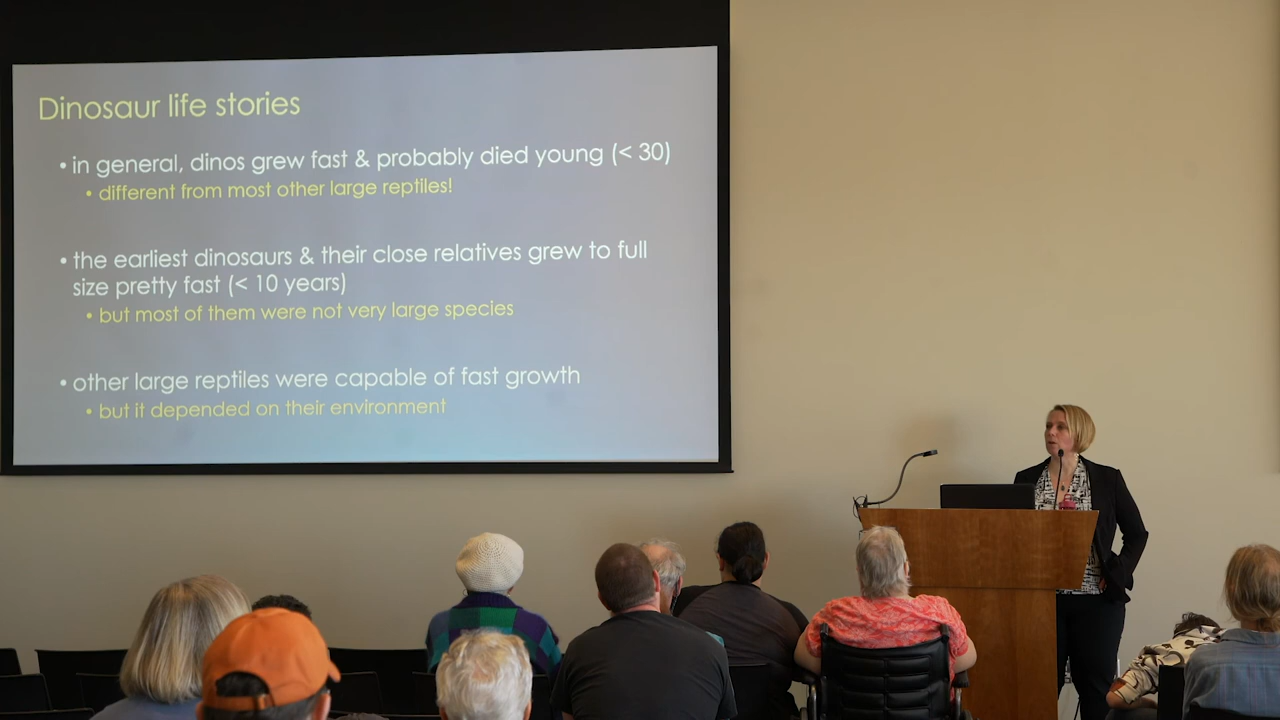 Dinosaur life stories
• in general, dinos grew fast & probably died young (< 30)
• different from most other large reptiles!
• the earliest dinosaurs & their close relatives grew to full
size pretty fast (< 10 years)
• but most of them were not very large species
• other large reptiles were capable of fast growth
• but it depended on their environment